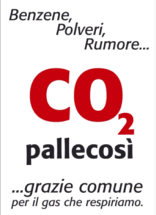 Benzene,
Polveri,
Rumore...
CO2
pallecosì
...grazie comune
per il gas che respiriamo.